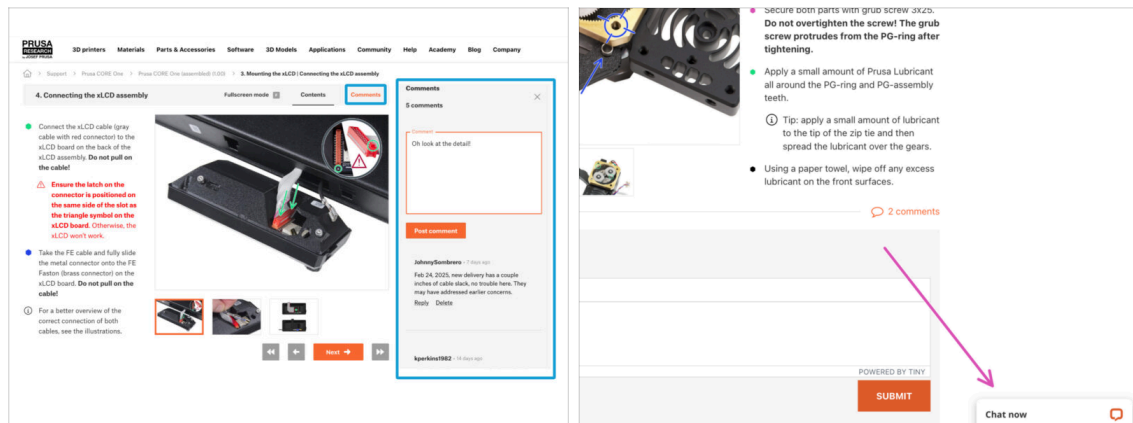 PRUSA
RESEARCH
by JOSEF PRUSA
3D printers Materials Parts & Accessories Software 3D Models Applications Community Help Academy Blog Company
Support > Prusa CORE One > Prusa CORE One (assembled) (1.00) > 3. Mounting the xLCD | Connecting the xLCD assembly
4. Connecting the xLCD assembly
Fullscreen mode
Contents
Comments
Connect the xLCD cable (gray
cable with red connector) to the
xLCD board on the back of the
xLCD assembly. Do not pull on
the cable!
Ensure the latch on the
connector is positioned on
the same side of the slot as
the triangle symbol on the
xLCD board. Otherwise, the
xLCD won't work.
Take the FE cable and fully slide
the metal connector onto the FE
Faston (brass connector) on the
xLCD board. Do not pull on the
cable!
For a better overview of the
correct connection of both
cables, see the illustrations.
Next
Comments
5 comments
Comment
Oh look at the detail!
Post comment
JohnnySombrero • 7 days ago
Feb 24, 2025, new delivery has a couple
inches of cable slack, no trouble here. They
may have addressed earlier concerns.
Reply Delete
kperkins1982 • 14 days ago
Secure both parts with grub screw 3x25.
Do not overtighten the screw! The grub
screw protrudes from the PG-ring after
tightening.
Apply a small amount of Prusa Lubricant
all around the PG-ring and PG-assembly
teeth.
Tip: apply a small amount of lubricant
to the tip of the zip tie and then
spread the lubricant over the gears.
Using a paper towel, wipe off any excess
lubricant on the front surfaces.
2 comments
POWERED BY TINY
SUBMIT
Chat now